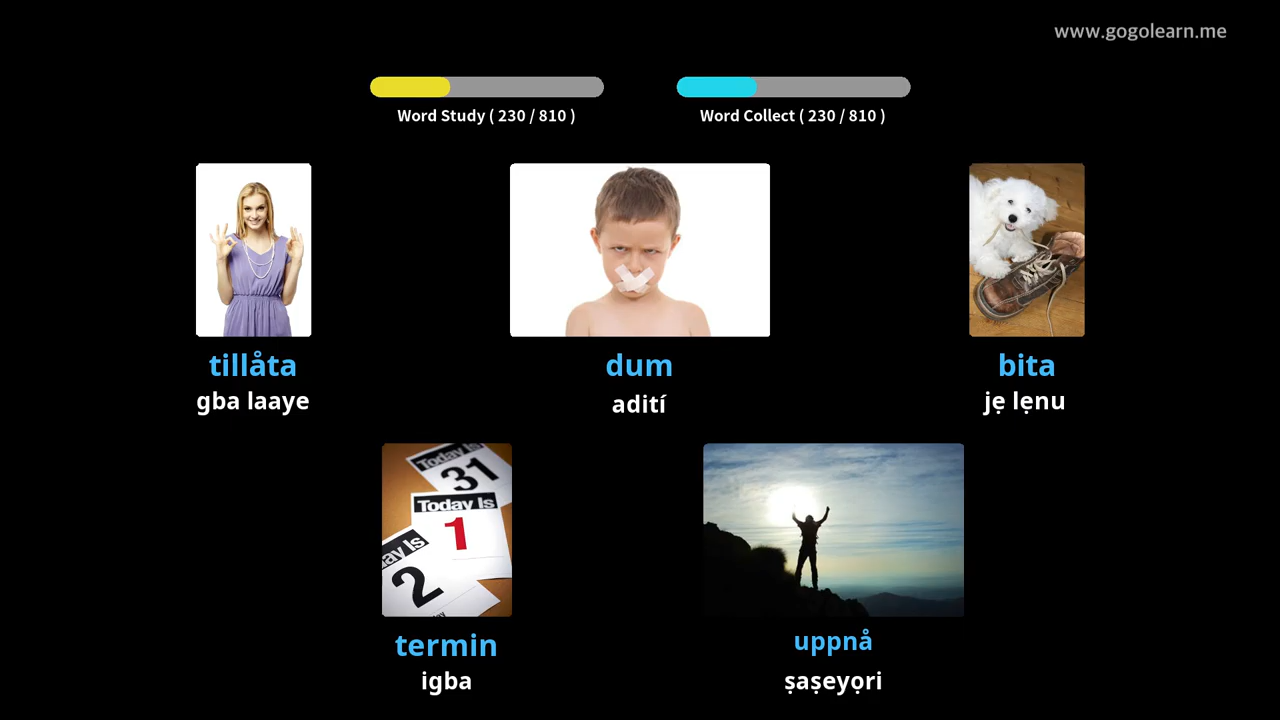 www.gogolearn.me
Word Study ( 230 / 810 )
Word Collect ( 230 / 810 )
tillåta
gba laaye
dum
adití
bita
jẹ lẹnu
Today Is
31
Today Is
1
ay Is
2
termin
igba
uppnå
ṣaṣeyọri